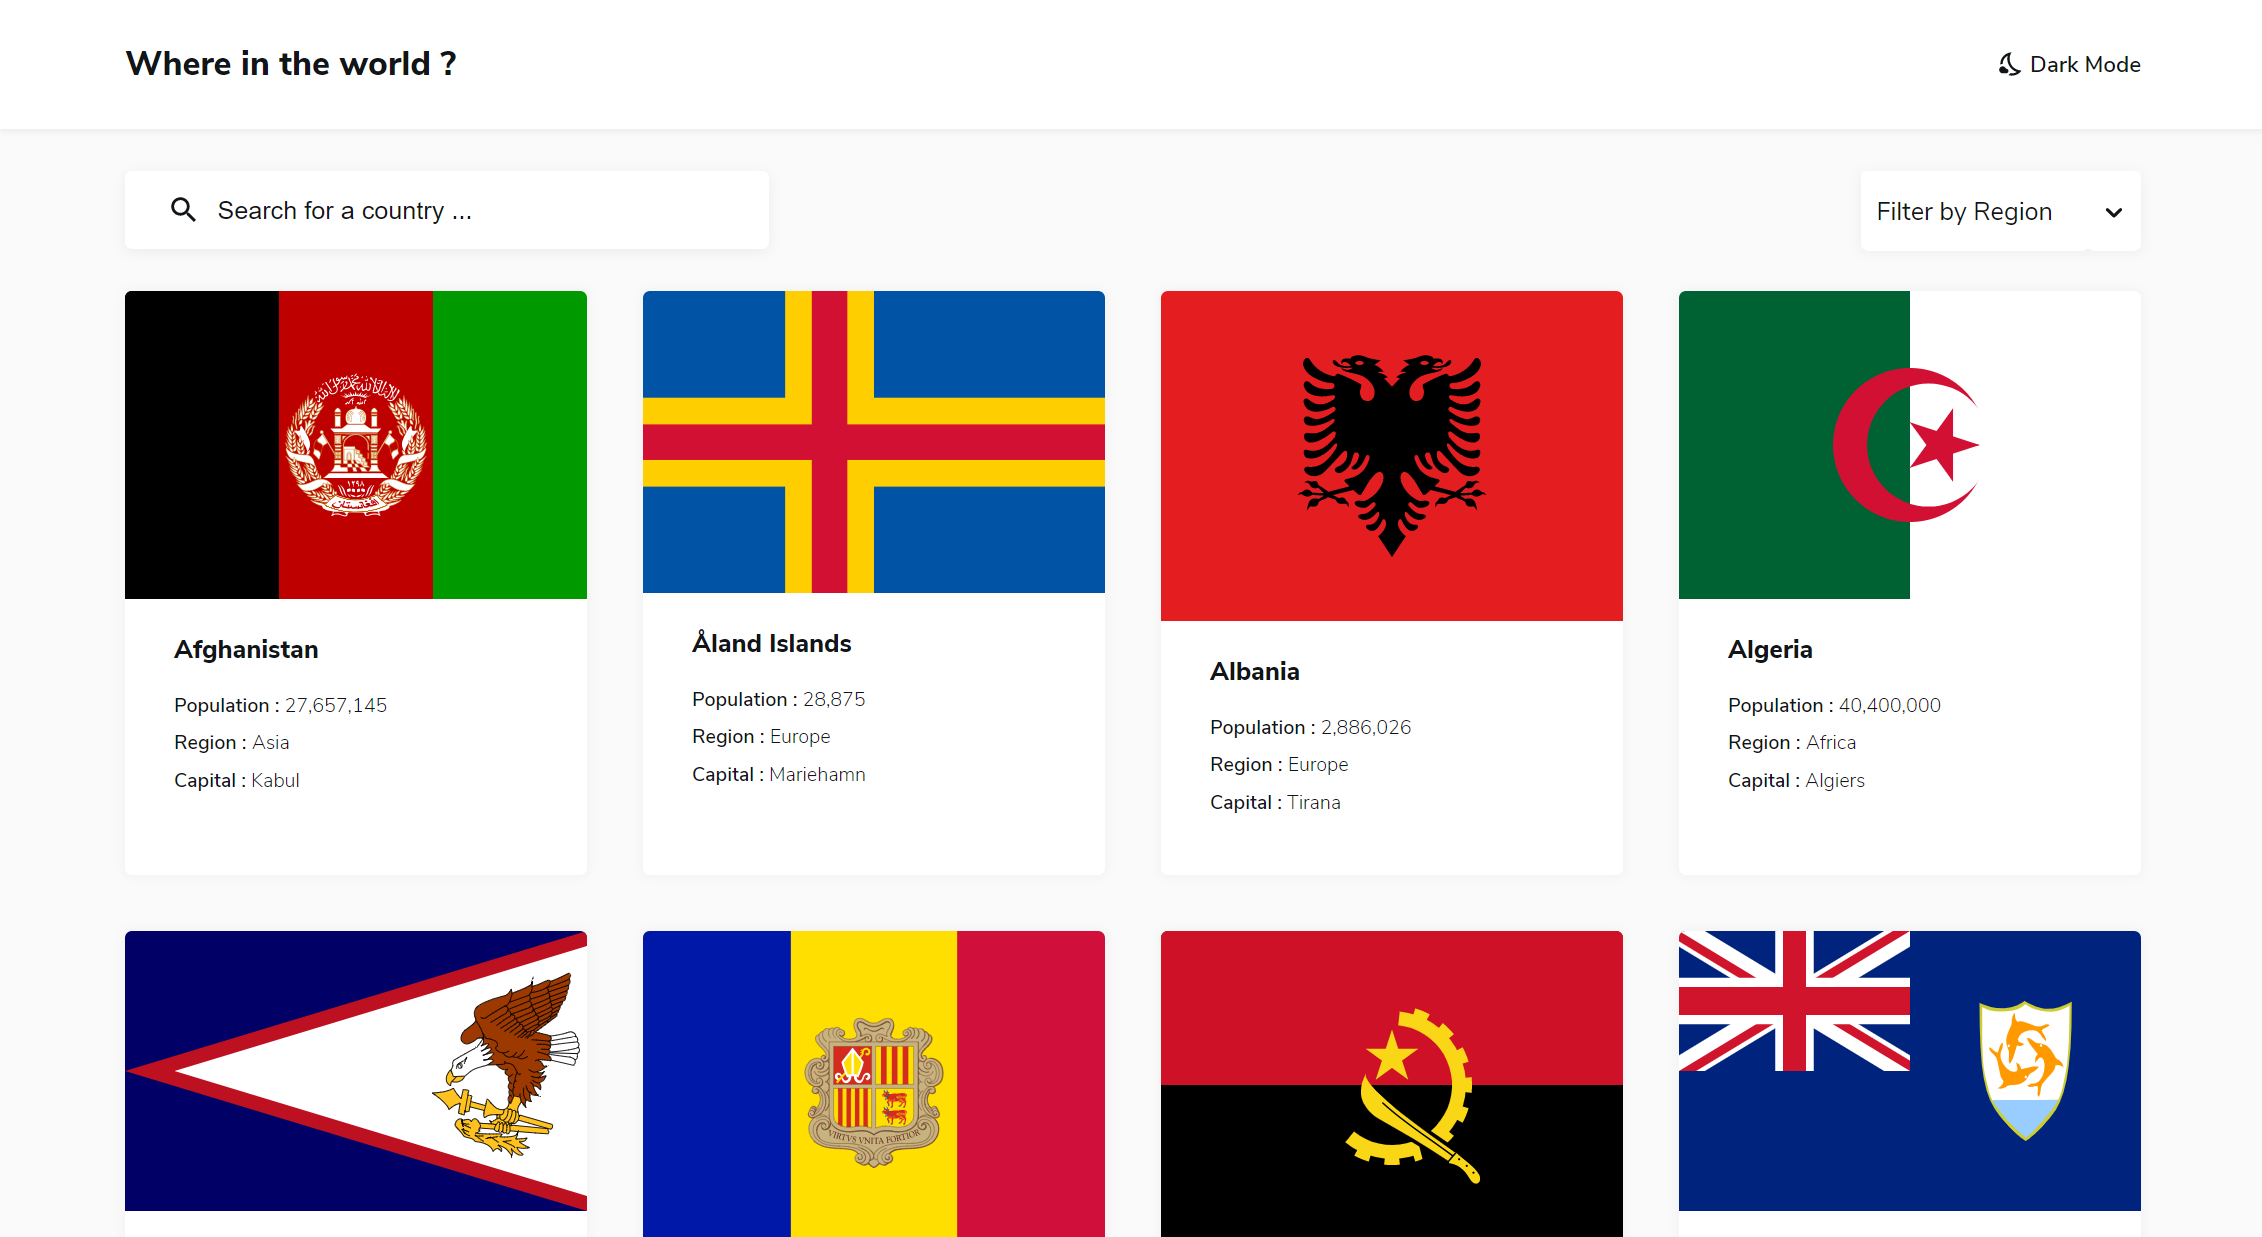 Where in the world ?
Dark Mode
Search for a country ...
Filter by Region
Afghanistan
Population : 27,657,145
Region : Asia
Capital : Kabul
Åland Islands
Population : 28,875
Region : Europe
Capital : Mariehamn
Albania
Population : 2,886,026
Region : Europe
Capital : Tirana
Algeria
Population : 40,400,000
Region : Africa
Capital : Algiers
VIRTVS VNITA FORTIOR